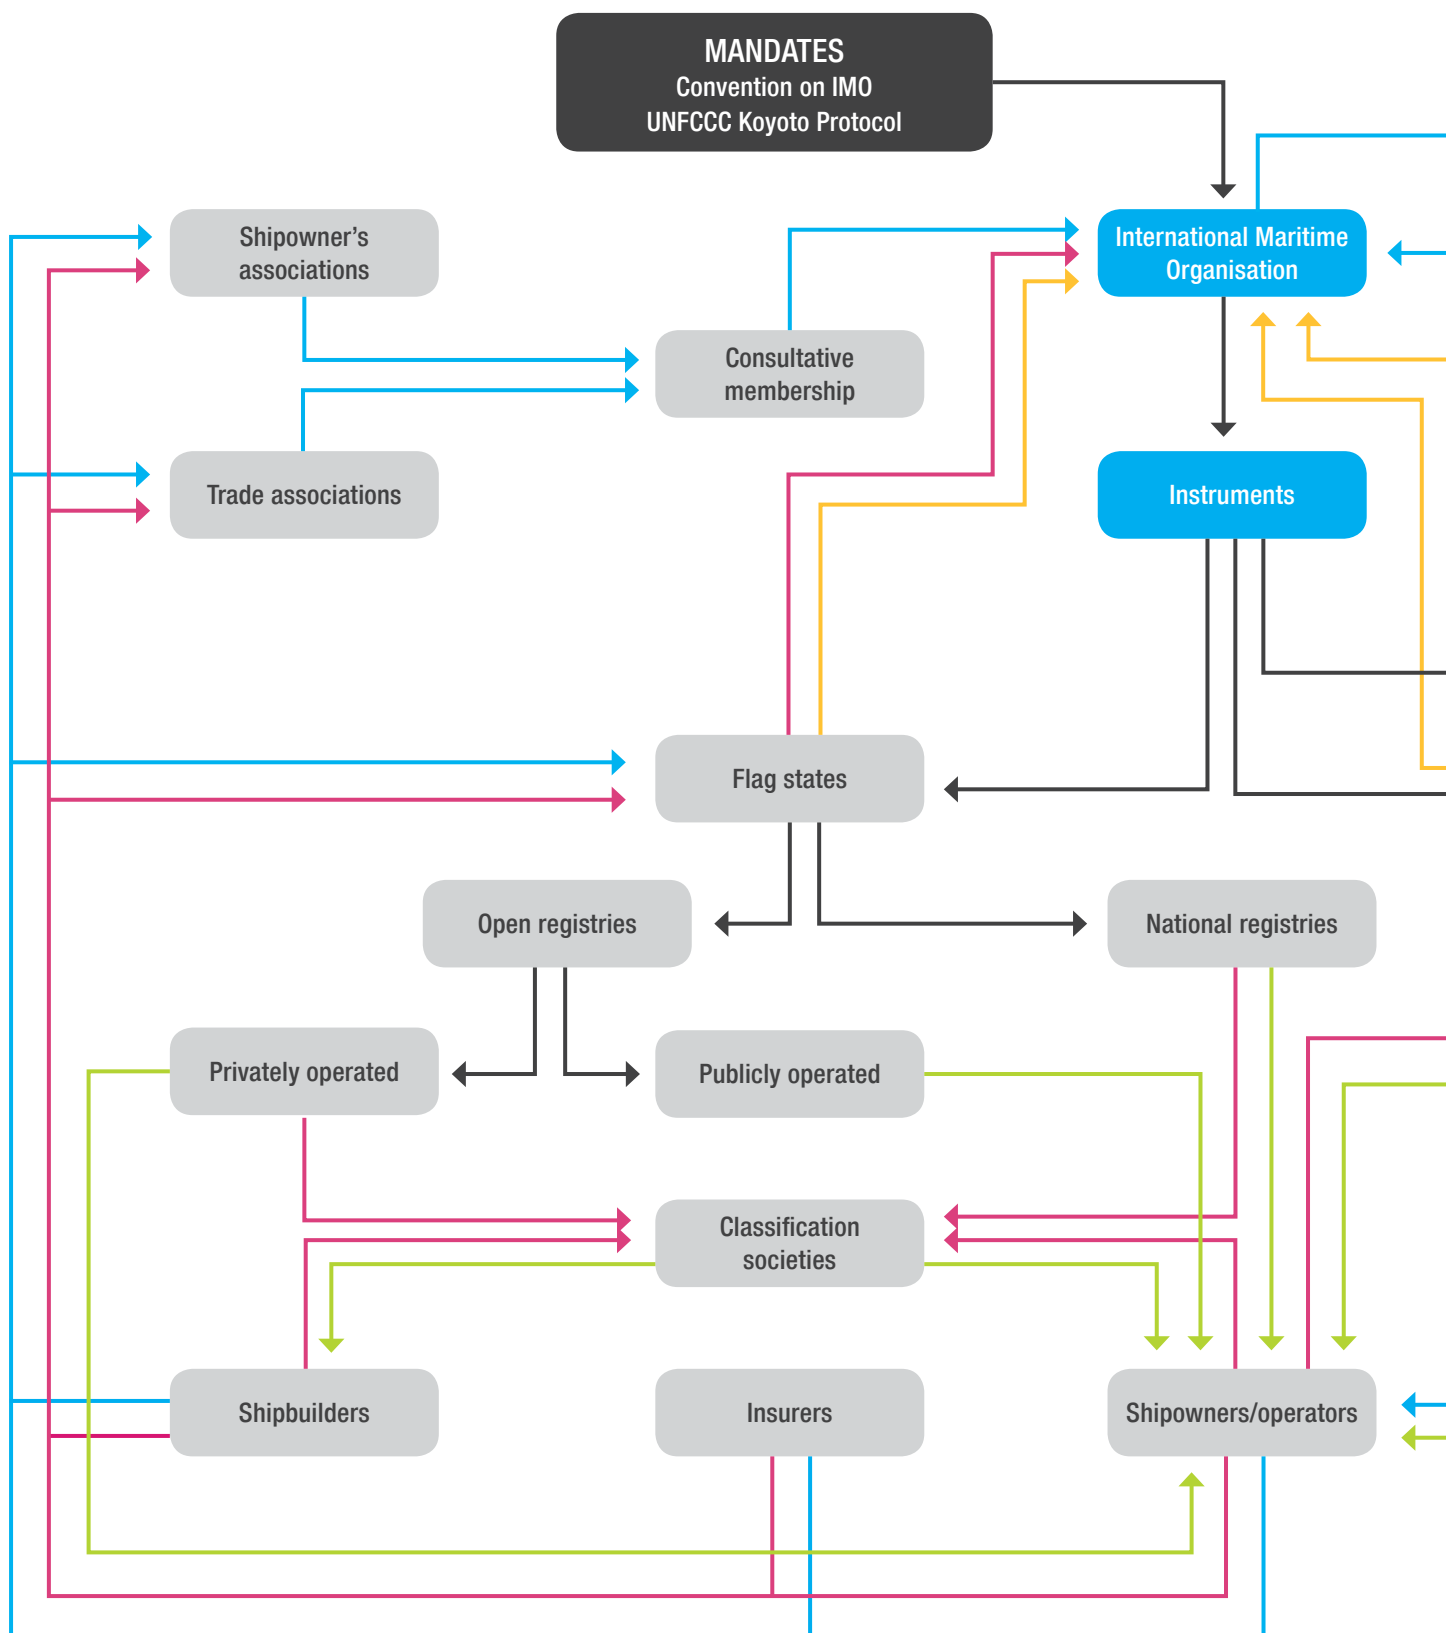 MANDATES
Convention on IMO
UNFCCC Koyoto Protocol
Shipowner’s
associations
International Maritime
Organisation
Consultative
membership
Trade associations
Instruments
Flag states
Open registries
National registries
Privately operated
Publicly operated
Classification
societies
Shipbuilders
Insurers
Shipowners/operators